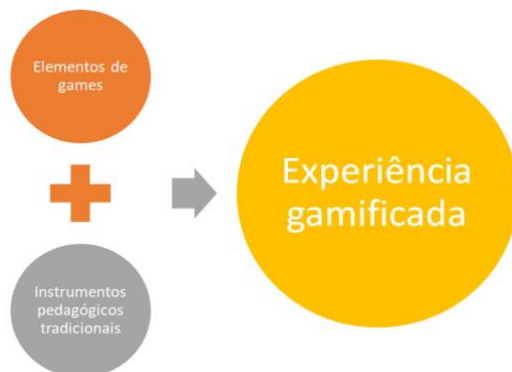 Elementos de
games
Instrumentos
pedagógicos
tradicionais
Experiência
gamificada